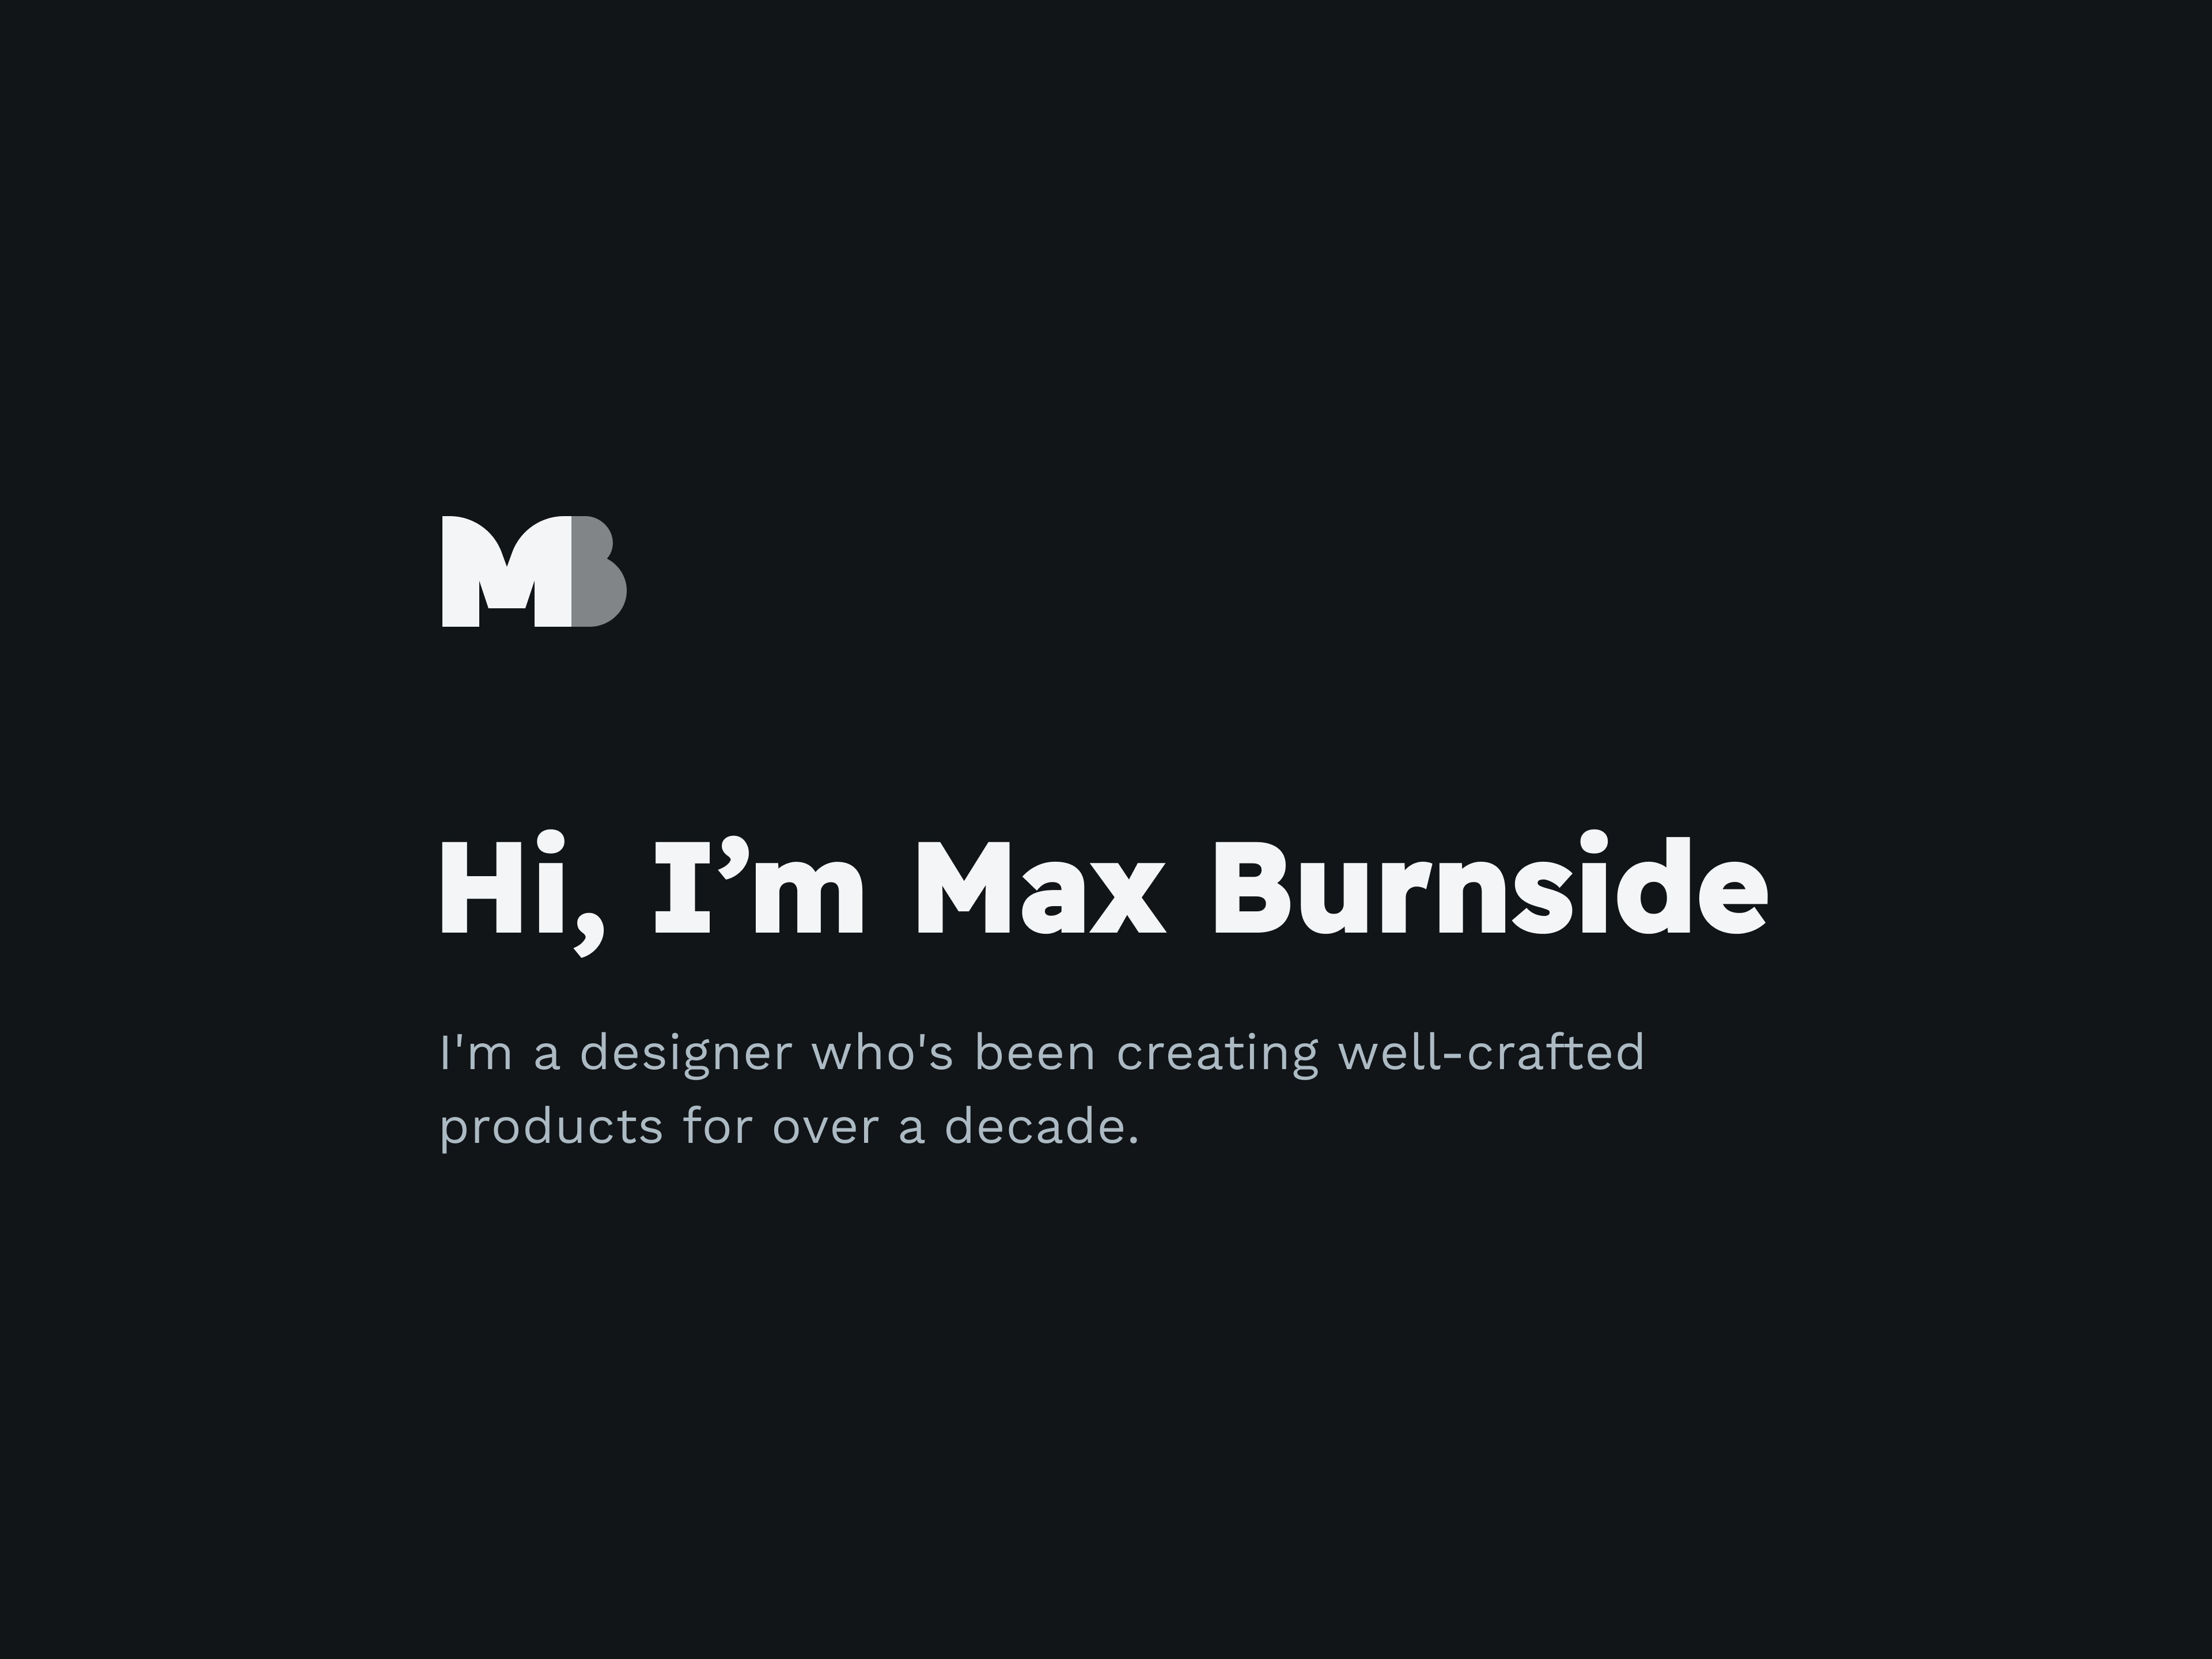 MB
Hi, I’m Max Burnside
I'm a designer who's been creating well-crafted
products for over a decade.